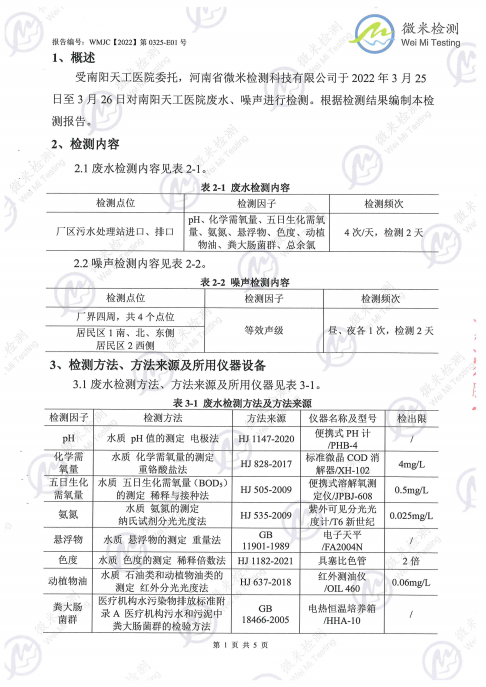 微米检测
Wei Mi Testing
报告编号：WMJC【2022】第 0325-E01 号
1、概述
受南阳天工医院委托，河南省微米检测科技有限公司于 2022 年 3 月 25
日至 3 月 26 日对南阳天工医院废水、噪声进行检测。根据检测结果编制本检
测报告。
2、检测内容
2.1 废水检测内容见表 2-1。
表 2-1 废水检测内容
检测点位 检测因子 检测频次
厂区污水处理站进口、排口
pH、化学需氧量、五日生化需氧
量、氨氮、悬浮物、色度、动植
物油、粪大肠菌群、总余氯
4 次/天，检测 2 天
2.2 噪声检测内容见表 2-2。
表 2-2 噪声检测内容
检测点位 检测因子 检测频次
厂界四周，共 4 个点位
居民区 1 南、北、东侧
居民区 2 西侧
等效声级
昼、夜各 1 次，检测 2 天
3、检测方法、方法来源及所用仪器设备
3.1 废水检测方法、方法来源及所用仪器见表 3-1。
表 3-1 废水检测方法及方法来源
检测因子 检测方法 方法来源 仪器名称及型号 检出限
pH
水质 pH 值的测定 电极法
HJ 1147-2020
便携式 PH 计
/PHB-4
/
化学需
氧量
水质 化学需氧量的测定
重铬酸盐法
HJ 828-2017
标准微晶 COD 消
解器/XH-102
4mg/L
五日生化
需氧量
水质 五日生化需氧量（BOD₅）
的测定 稀释与接种法
HJ 505-2009
便携式溶解氧测
定仪/JPBJ-608
0.5mg/L
氨氮
水质 氨氮的测定
纳氏试剂分光光度法
HJ 535-2009
紫外可见分光光
度计/T6 新世纪
0.025mg/L
悬浮物
水质 悬浮物的测定 重量法
GB
11901-1989
电子天平
/FA2004N
/
色度 水质 色度的测定 稀释倍数法 HJ 1182-2021 具塞比色管 2 倍
动植物油
水质 石油类和动植物油类的
测定 红外分光光度法
HJ 637-2018
红外测油仪
/OIL 460
0.06mg/L
粪大肠
菌群
医疗机构水污染物排放标准附
录 A 医疗机构污水和污泥中
粪大肠菌群的检验方法
GB
18466-2005
电热恒温培养箱
/HHA-10
/
第 1 页 共 5 页